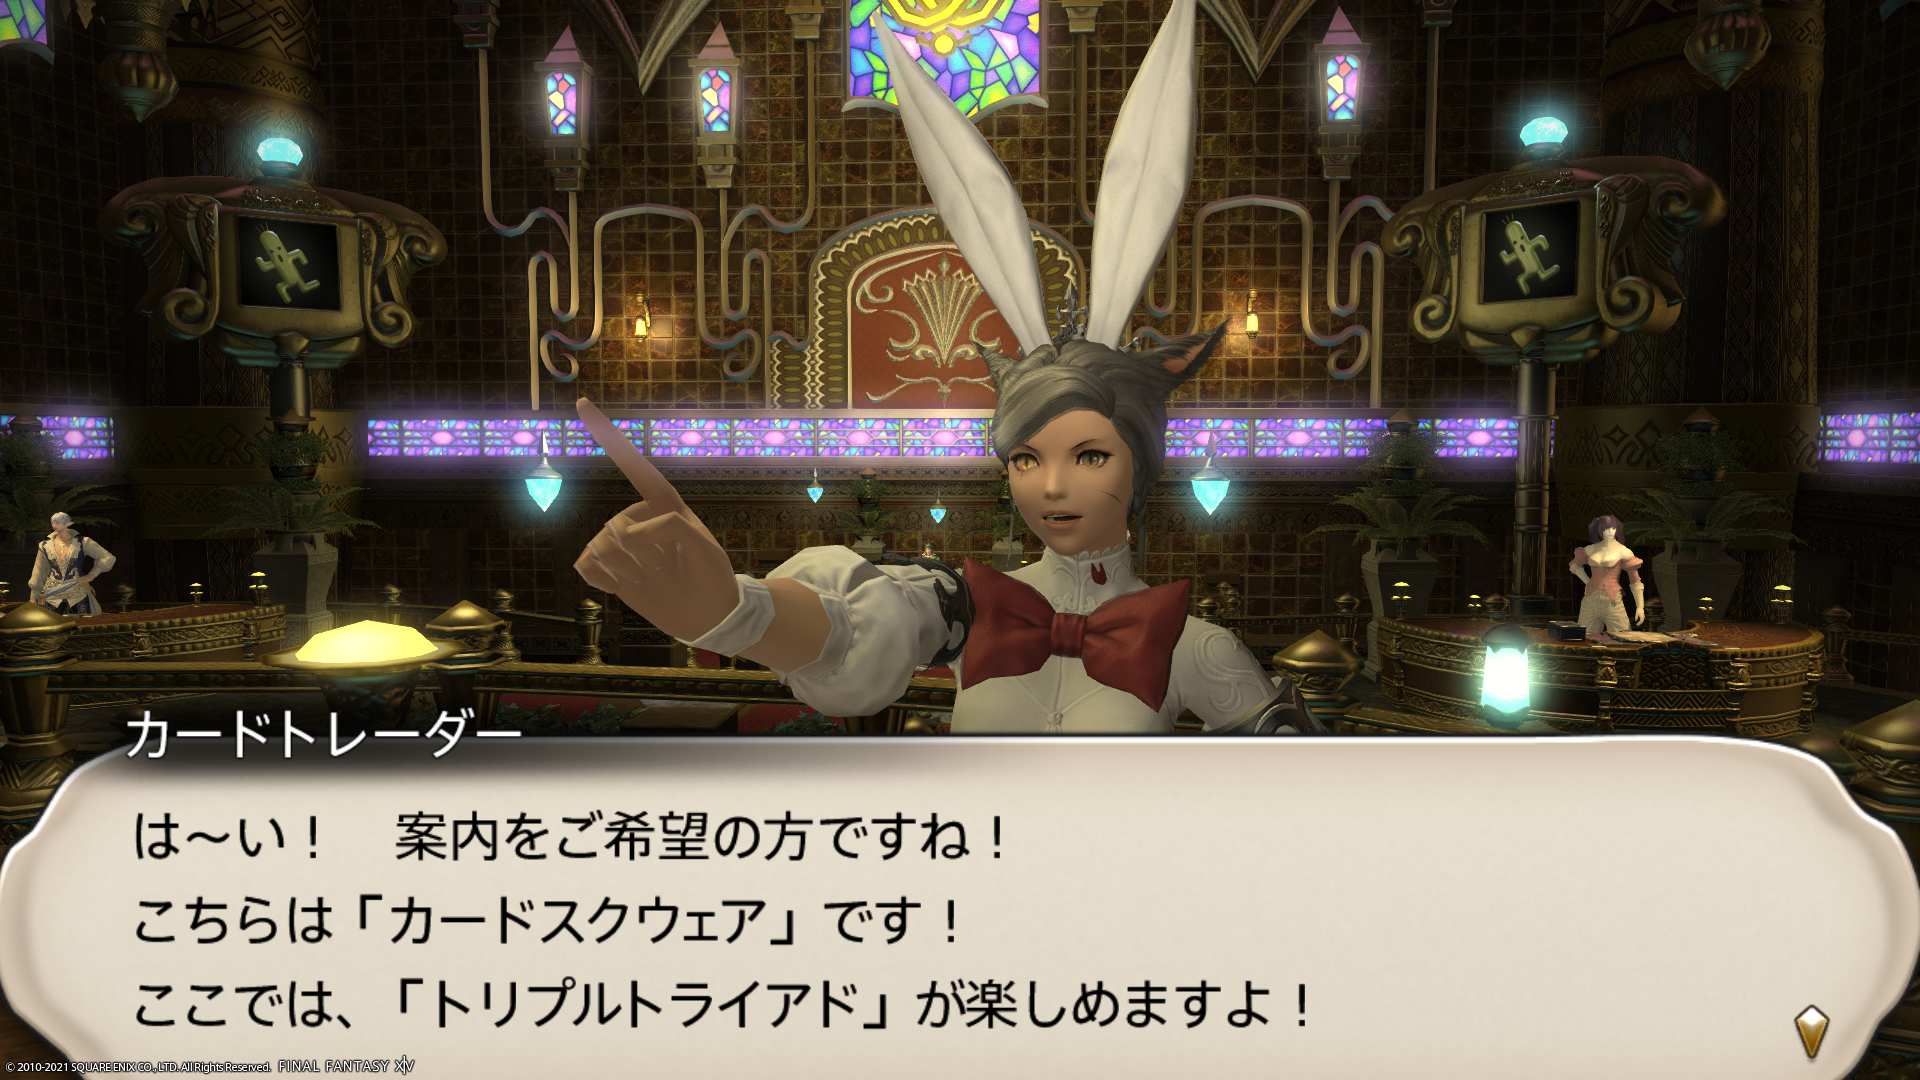 カードトレーダー
は～い！　案内をご希望の方ですね！
こちらは「カードスクウェア」です！
ここでは、「トリプルトライアド」が楽しめますよ！
© 2010-2021 SQUARE ENIX CO., LTD. All Rights Reserved. FINAL FANTASY XIV